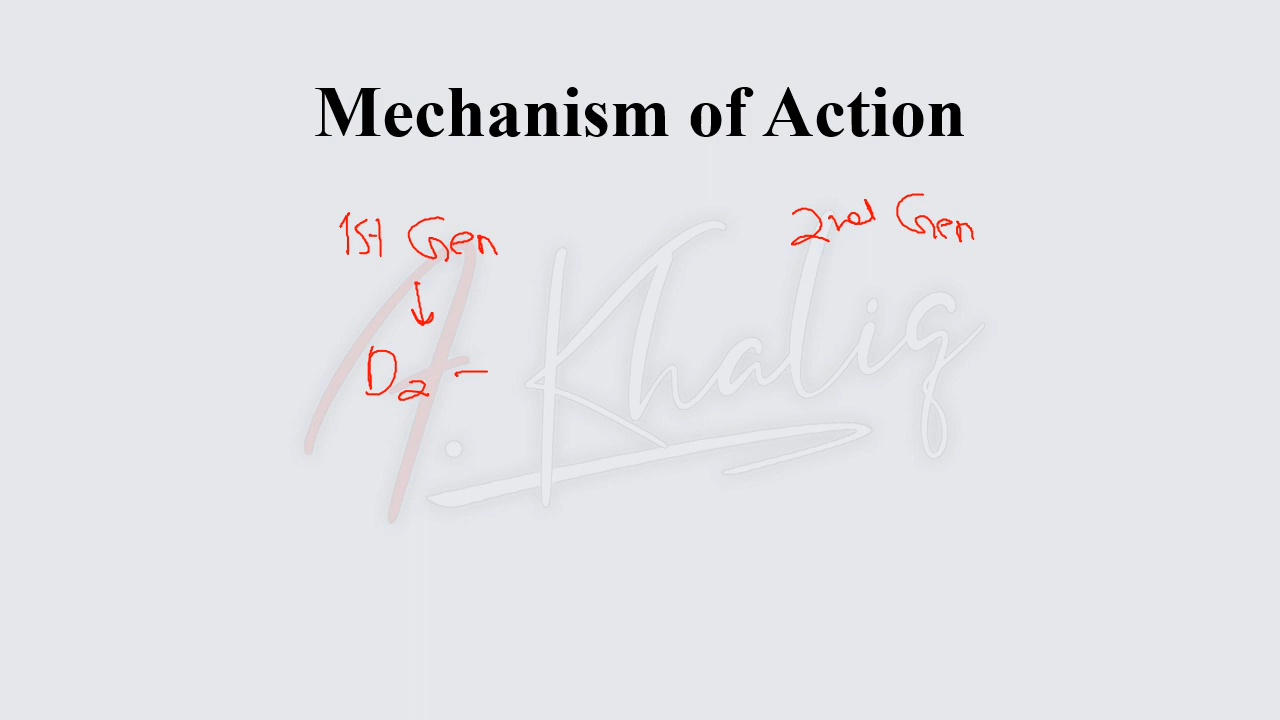 Mechanism of Action
1st Gen 2nd Gen
↓
D2 -
A. Khaliq